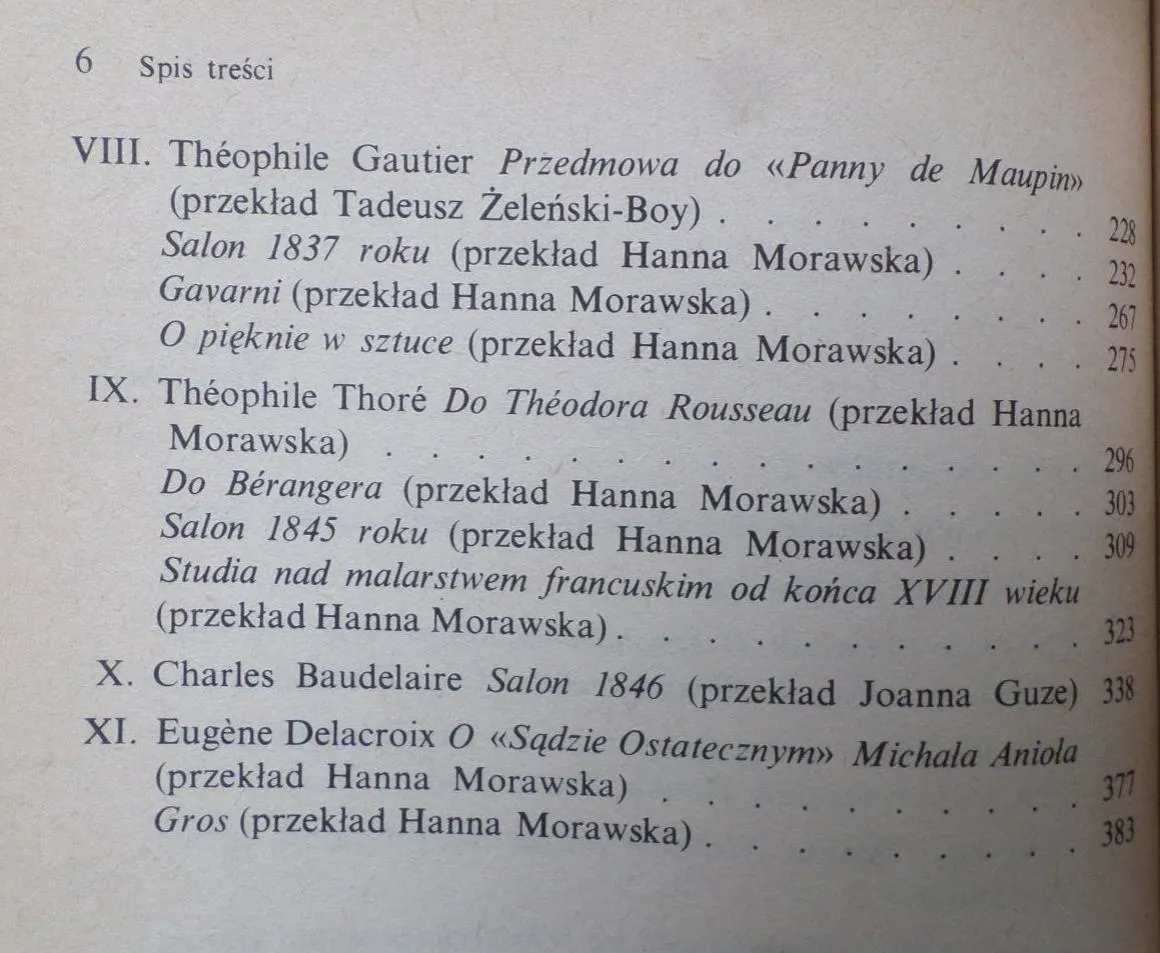 6 Spis treści
VIII. Théophile Gautier Przedmowa do «Panny de Maupin»
(przekład Tadeusz Żeleński-Boy) . . . . . . . . . 228
Salon 1837 roku (przekład Hanna Morawska) . . . . 232
Gavarni (przekład Hanna Morawska) . . . . . . . . 267
O pięknie w sztuce (przekład Hanna Morawska) . . . . 275
IX. Théophile Thoré Do Théodora Rousseau (przekład Hanna
Morawska) . . . . . . . . . . . . . . . . 296
Do Bérangera (przekład Hanna Morawska) . . . . . 303
Salon 1845 roku (przekład Hanna Morawska) . . . . 309
Studia nad malarstwem francuskim od końca XVIII wieku
(przekład Hanna Morawska) . . . . . . . . . . . 323
X. Charles Baudelaire Salon 1846 (przekład Joanna Guze) 338
XI. Eugène Delacroix O «Sądzie Ostatecznym» Michała Anioła
(przekład Hanna Morawska) . . . . . . . . . . 377
Gros (przekład Hanna Morawska) . . . . . . . . . 383